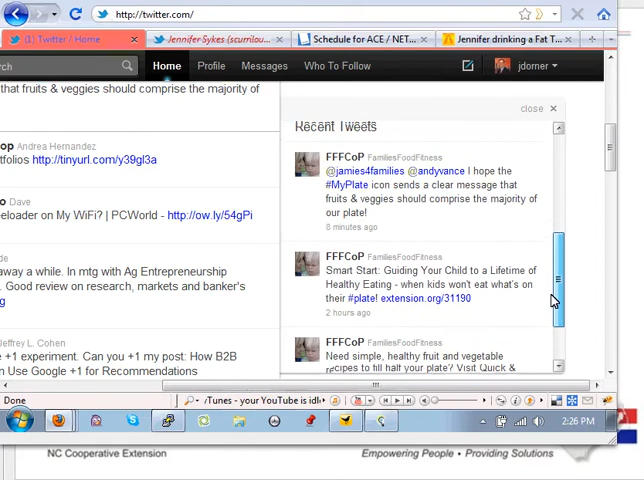 http://twitter.com/
(1) Twitter / Home
Jennifer Sykes (scurrilou...
Schedule for ACE / NET...
Jennifer drinking a Fat T...
rch
Home
Profile
Messages
Who To Follow
jdorner
that fruits & veggies should comprise the majority of
op Andrea Hernandez
tfolios http://tinyurl.com/y39gl3a
o Dave
eeloader on My WiFi? | PCWorld - http://ow.ly/54gPi
de
away a while. In mtg with Ag Entrepreneurship
. Good review on research, markets and banker's
g
Jeffrey L. Cohen
e +1 experiment. Can you +1 my post: How B2B
n Use Google +1 for Recommendations
close ×
Recent Tweets
FFFCoP FamiliesFoodFitness
@jamies4families @andyvance I hope the
#MyPlate icon sends a clear message that
fruits & veggies should comprise the majority of
our plate!
8 minutes ago
FFFCoP FamiliesFoodFitness
Smart Start: Guiding Your Child to a Lifetime of
Healthy Eating - when kids won't eat what's on
their #plate! extension.org/31190
2 hours ago
FFFCoP FamiliesFoodFitness
Need simple, healthy fruit and vegetable
recipes to fill half your plate? Visit Quick &
Done
/iTunes - your YouTube is idle
2:26 PM
NC Cooperative Extension
Empowering People • Providing Solutions